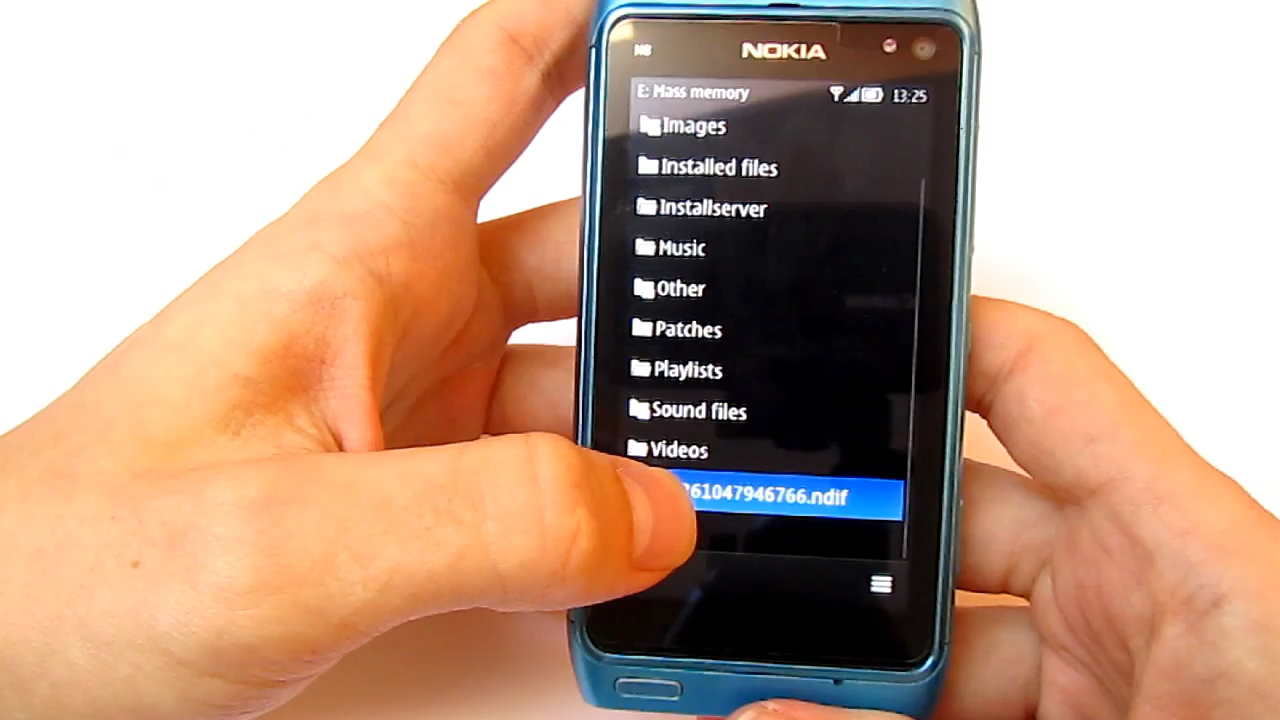 N8
NOKIA
E: Mass memory
13:25
Images
Installed files
Installserver
Music
Other
Patches
Playlists
Sound files
Videos
61047946766.ndif